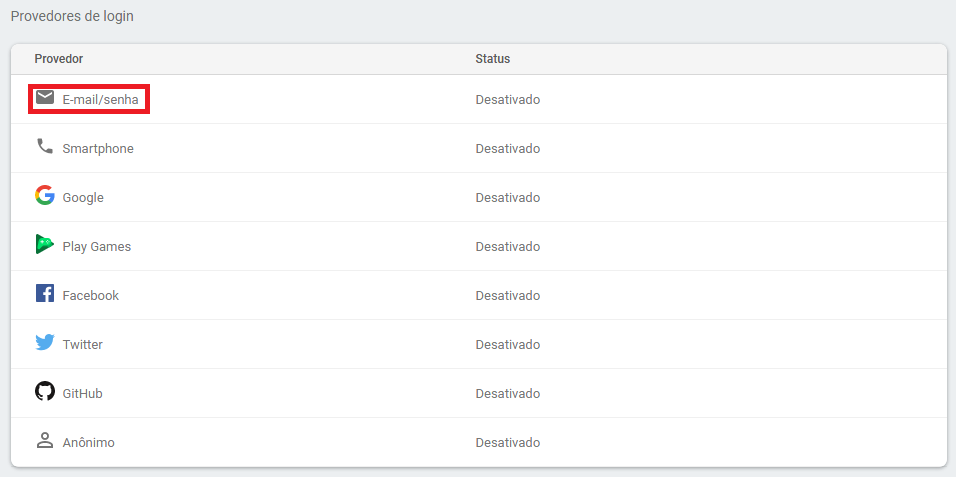 Provedores de login
Provedor Status
E-mail/senha Desativado
Smartphone Desativado
Google Desativado
Play Games Desativado
Facebook Desativado
Twitter Desativado
GitHub Desativado
Anônimo Desativado